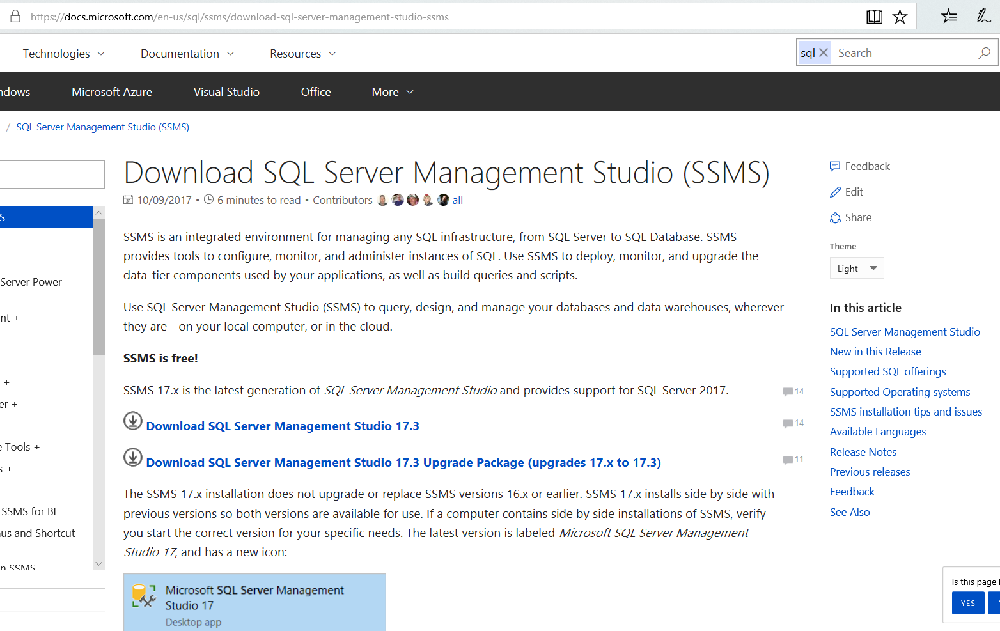 https://docs.microsoft.com/en-us/sql/ssms/download-sql-server-management-studio-ssms
Technologies Documentation Resources sql Search
ndows Microsoft Azure Visual Studio Office More
/ SQL Server Management Studio (SSMS)
Download SQL Server Management Studio (SSMS)
10/09/2017 • 6 minutes to read • Contributors all
SSMS is an integrated environment for managing any SQL infrastructure, from SQL Server to SQL Database. SSMS
provides tools to configure, monitor, and administer instances of SQL. Use SSMS to deploy, monitor, and upgrade the
data-tier components used by your applications, as well as build queries and scripts.
Use SQL Server Management Studio (SSMS) to query, design, and manage your databases and data warehouses, wherever
they are - on your local computer, or in the cloud.
SSMS is free!
SSMS 17.x is the latest generation of SQL Server Management Studio and provides support for SQL Server 2017.
14
Download SQL Server Management Studio 17.3
14
Download SQL Server Management Studio 17.3 Upgrade Package (upgrades 17.x to 17.3)
11
The SSMS 17.x installation does not upgrade or replace SSMS versions 16.x or earlier. SSMS 17.x installs side by side with
previous versions so both versions are available for use. If a computer contains side by side installations of SSMS, verify
you start the correct version for your specific needs. The latest version is labeled Microsoft SQL Server Management
Studio 17, and has a new icon:
Microsoft SQL Server Management
Studio 17
Desktop app
S
Server Power
nt +
+
er +
e Tools +
s +
SSMS for BI
us and Shortcut
n SSMS
Feedback
Edit
Share
Theme
Light
In this article
SQL Server Management Studio
New in this Release
Supported SQL offerings
Supported Operating systems
SSMS installation tips and issues
Available Languages
Release Notes
Previous releases
Feedback
See Also
Is this page
YES